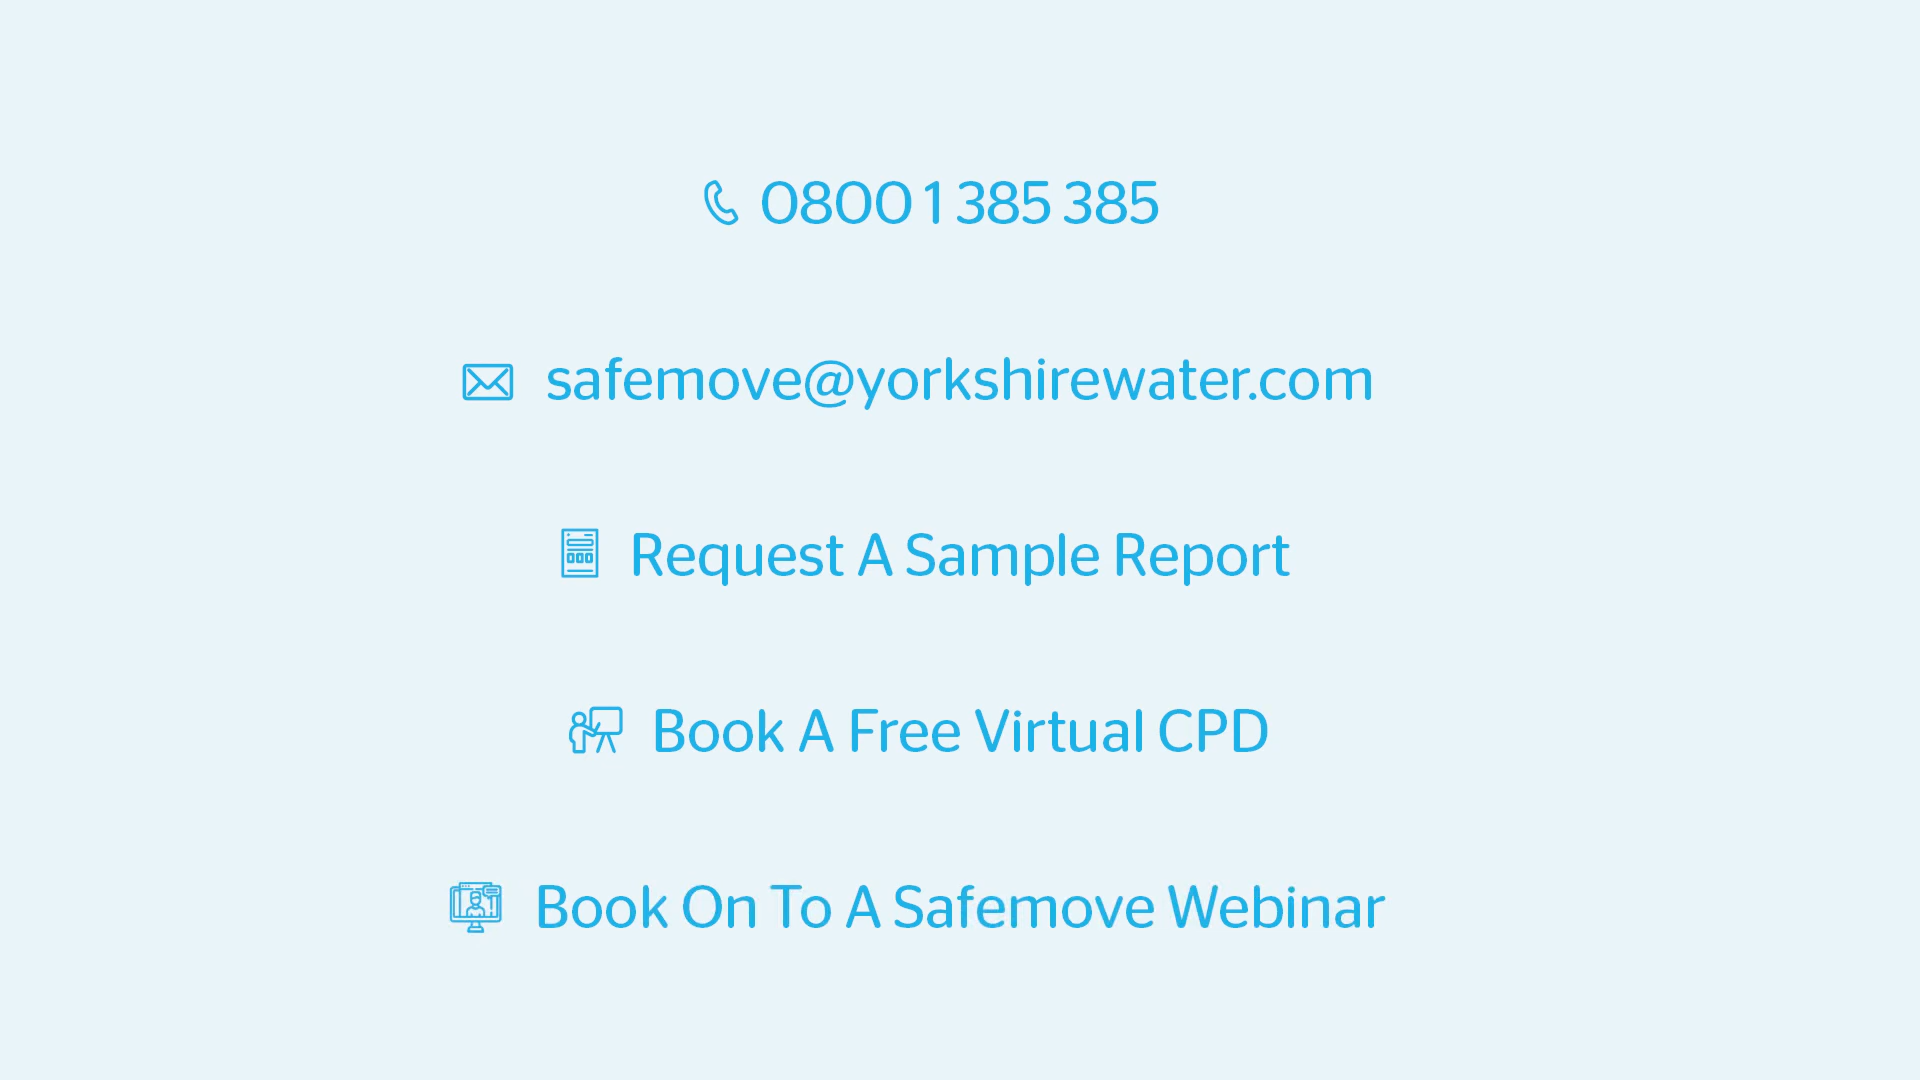 0800 1 385 385
safemove@yorkshirewater.com
Request A Sample Report
Book A Free Virtual CPD
Book On To A Safemove Webinar